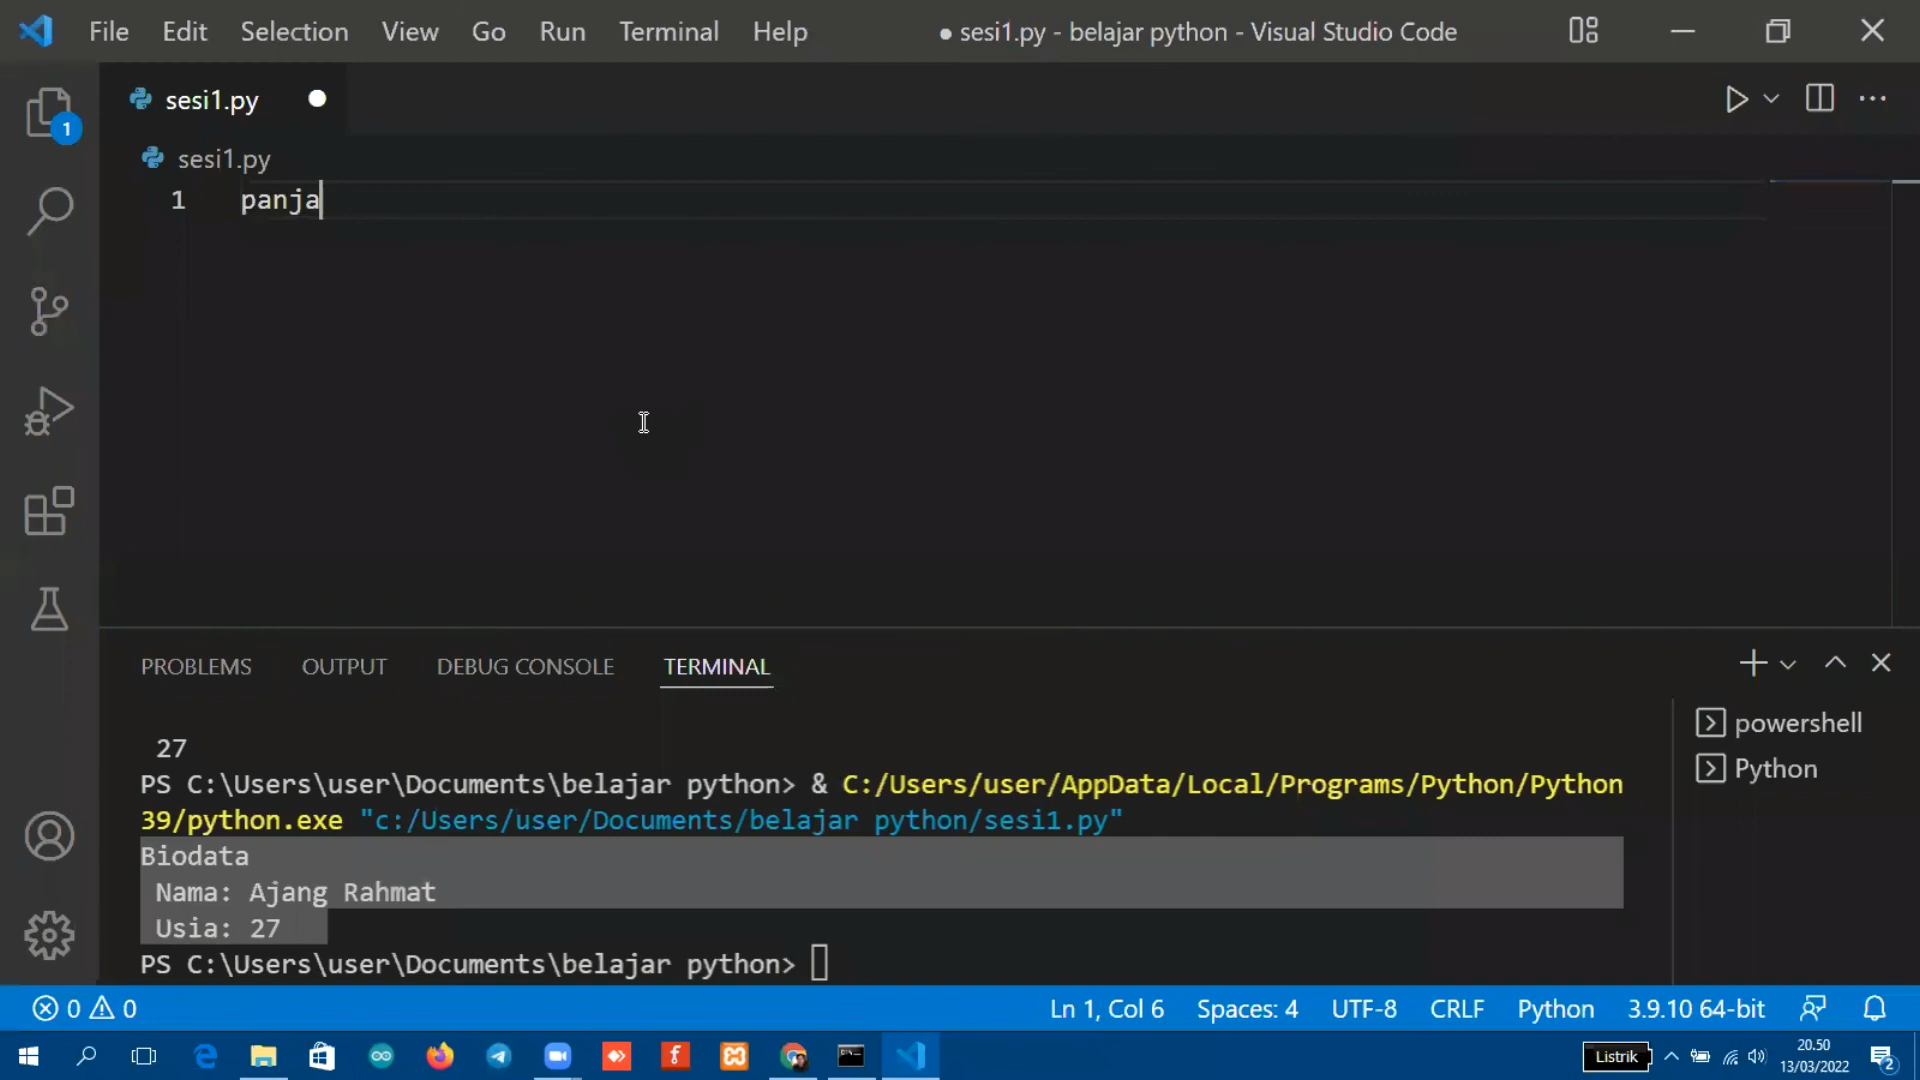 File Edit Selection View Go Run Terminal Help ● sesi1.py - belajar python - Visual Studio Code
sesi1.py ●
1
sesi1.py
1 panja
PROBLEMS OUTPUT DEBUG CONSOLE TERMINAL
27
PS C:\Users\user\Documents\belajar python> & C:/Users/user/AppData/Local/Programs/Python/Python
39/python.exe "c:/Users/user/Documents/belajar python/sesi1.py"
Biodata
Nama: Ajang Rahmat
Usia: 27
PS C:\Users\user\Documents\belajar python>
powershell
Python
0 0 Ln 1, Col 6 Spaces: 4 UTF-8 CRLF Python 3.9.10 64-bit
Listrik
20.50
13/03/2022
2